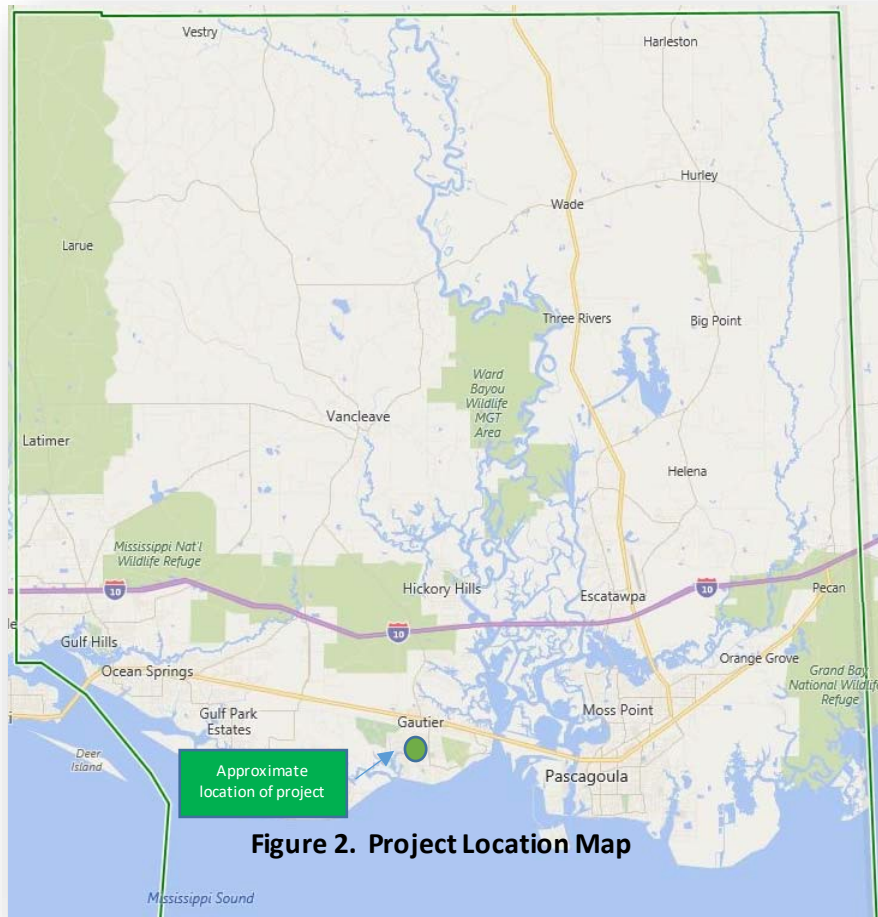 Vestry
Harleston
Hurley
Wade
Larue
Three Rivers
Big Point
Ward
Bayou
Wildlife
MGT
Area
Vancleave
Latimer
Helena
Mississippi Nat'l
Wildlife Refuge
10
Hickory Hills
Escatawpa
10
Pecan
10
Gulf Hills
Ocean Springs
Orange Grove
Grand Bay
National Wildlife
Refuge
Gulf Park
Estates
Gautier
Moss Point
Deer
Island
Approximate
location of project
Pascagoula
Figure 2. Project Location Map
Mississippi Sound